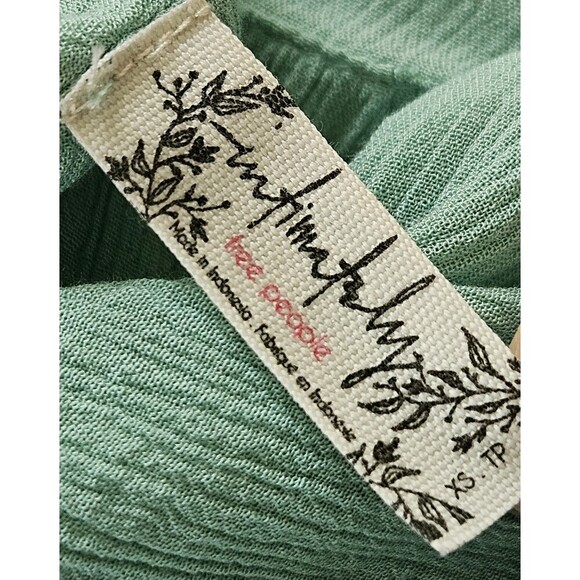 intimately
free people
Made in Indonesia . Fabriqué en Indonésie
XS . TP